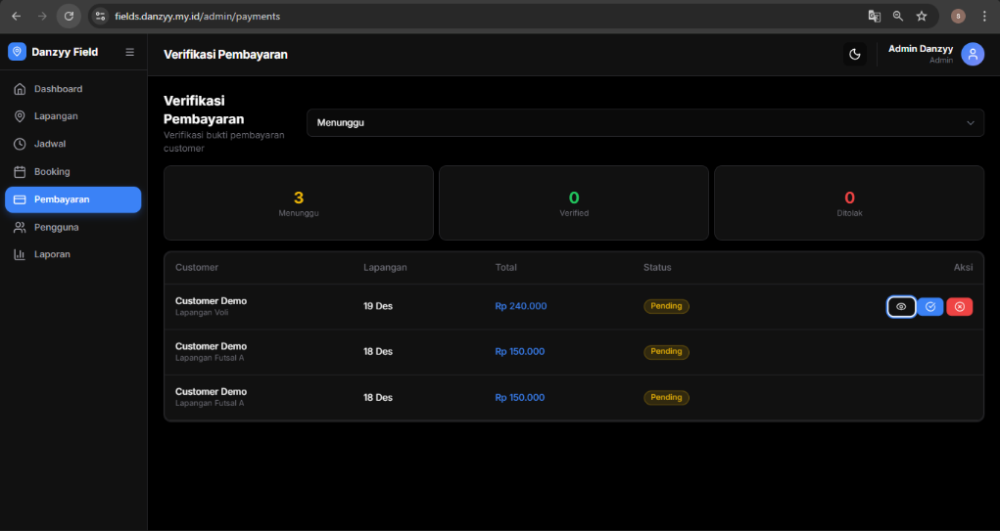 fields.danzyy.my.id/admin/payments
S
Danzyy Field
Verifikasi Pembayaran
Admin Danzyy
Admin
Dashboard
Lapangan
Jadwal
Booking
Pembayaran
Pengguna
Laporan
Verifikasi
Pembayaran
Verifikasi bukti pembayaran
customer
Menunggu
3
Menunggu
0
Verified
0
Ditolak
Customer Lapangan Total Status Aksi
Customer Demo
Lapangan Voli
19 Des Rp 240.000 Pending
Customer Demo
Lapangan Futsal A
18 Des Rp 150.000 Pending
Customer Demo
Lapangan Futsal A
18 Des Rp 150.000 Pending